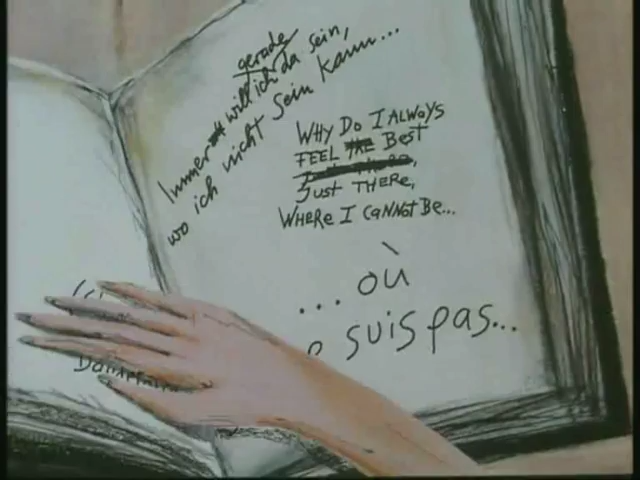 Immer will ich gerade da sein,
wo ich nicht sein kann...
WHY DO I ALWAYS
FEEL THE BEST
JUST THERE,
WHERE I CANNOT BE...
... où
suis pas...